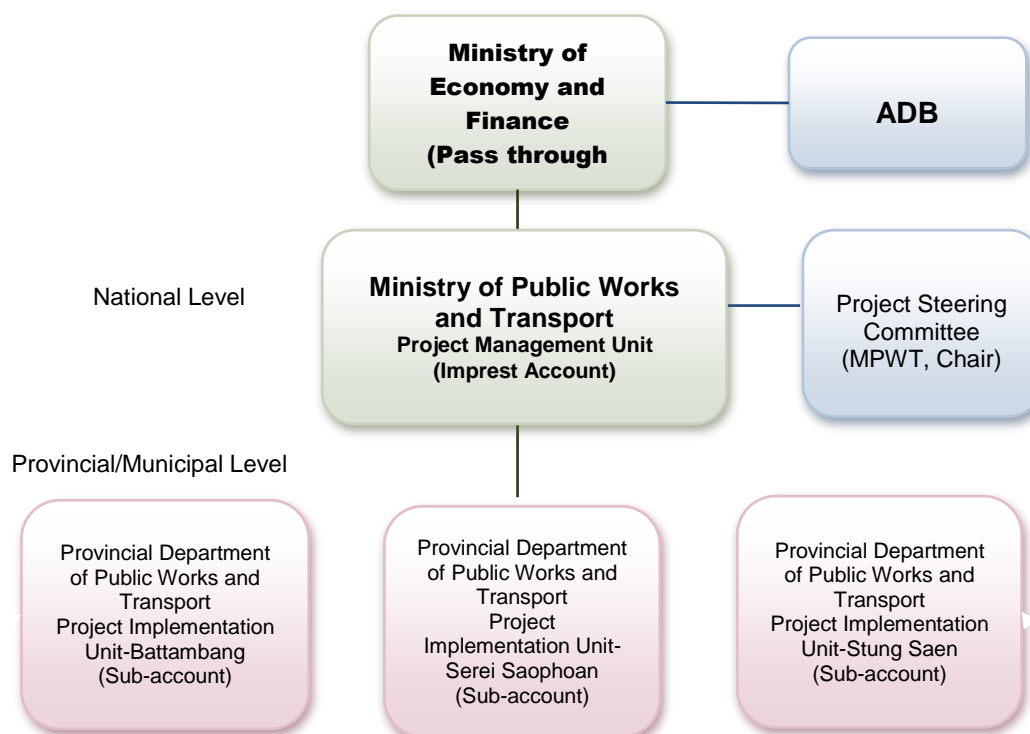 Ministry of
Economy and
Finance
(Pass through
ADB
National Level
Ministry of Public Works
and Transport
Project Management Unit
(Imprest Account)
Project Steering
Committee
(MPWT, Chair)
Provincial/Municipal Level
Provincial Department
of Public Works and
Transport
Project Implementation
Unit-Battambang
(Sub-account)
Provincial Department
of Public Works and
Transport
Project
Implementation Unit-
Serei Saophoan
(Sub-account)
Provincial Department
of Public Works and
Transport
Project Implementation
Unit-Stung Saen
(Sub-account)